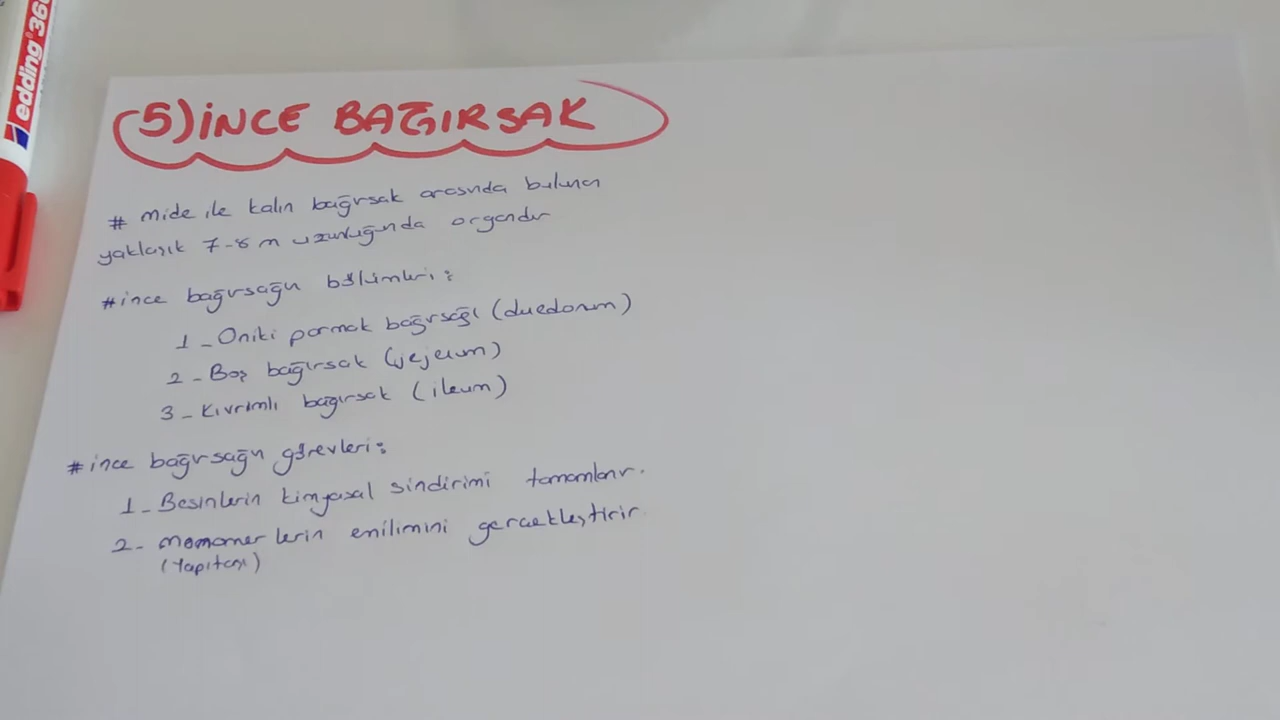 edding 360
5) İNCE BAĞIRSAK
# Mide ile kalın bağırsak arasında bulunan
yaklaşık 7-8 m uzunluğunda organdır
#ince bağırsağın bölümleri:
1 - Oniki parmak bağırsağı (duedonum)
2 - Boş bağırsak (jejenum)
3 - Kıvrımlı bağırsak (ileum)
#ince bağırsağın görevleri:
1 - Besinlerin kimyasal sindirimi tamamlanır.
2 - monomerlerin emilimini gerçekleştirir.
(Yapıtaşı)